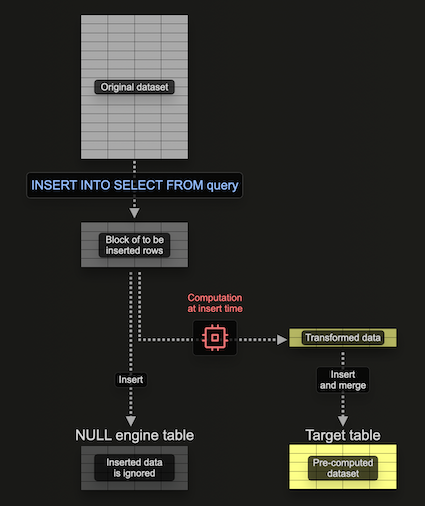 Original dataset
INSERT INTO SELECT FROM query
Block of to be
inserted rows
Computation
at insert time
Transformed data
Insert
Insert
and merge
NULL engine table
Target table
Inserted data
is ignored
Pre-computed
dataset